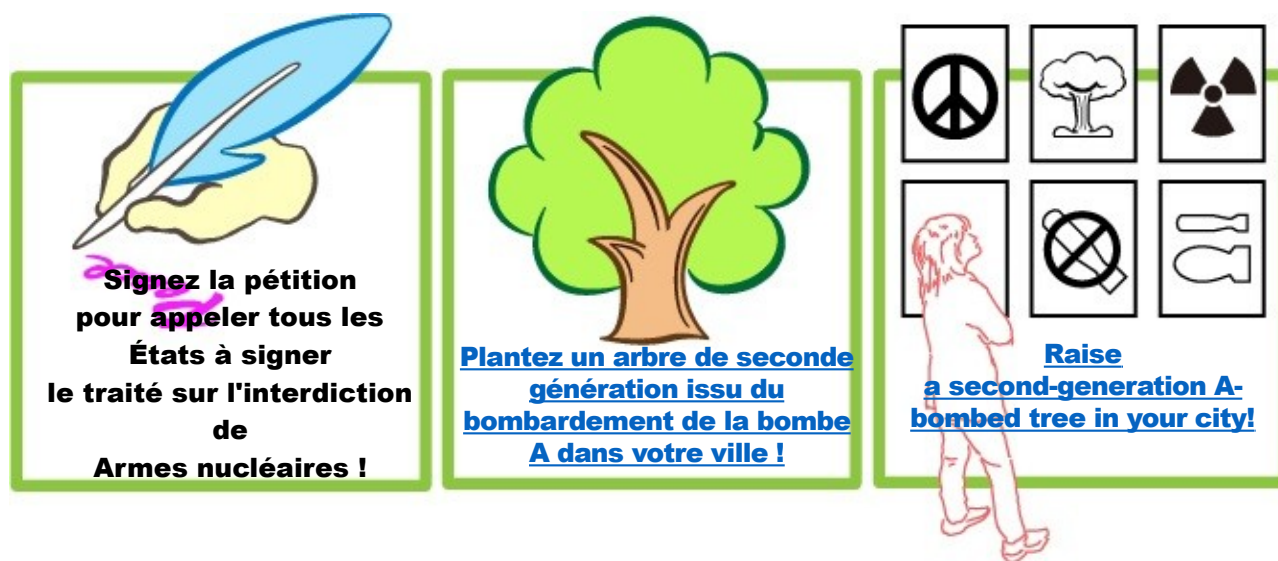 Signez la pétition
pour appeler tous les
États à signer
le traité sur l'interdiction
de
Armes nucléaires !
Plantez un arbre de seconde
génération issu du
bombardement de la bombe
A dans votre ville !
Raise
a second-generation A-
bombed tree in your city!